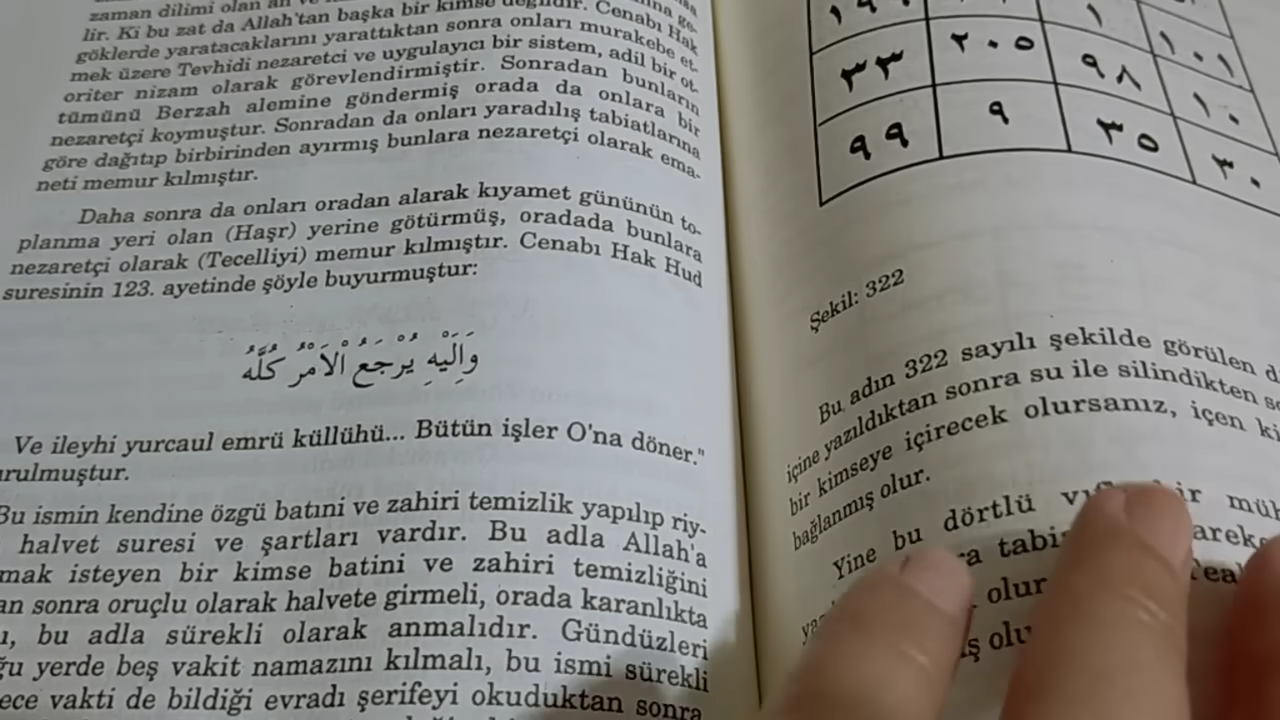 zaman dilimi olan an
lir. Ki bu zat da Allah'tan başka bir kimse değildir. Cenabı Hak
göklerde yaratacaklarını yarattıktan sonra onları murakebe et-
mek üzere Tevhidi nezaretci ve uygulayıcı bir sistem, adil bir ot-
oriter nizam olarak görevlendirmiştir. Sonradan bunların
tümünü Berzah alemine göndermiş orada da onlara bir
nezaretçi koymuştur. Sonradan da onları yaradılış tabiatlarına
göre dağıtıp birbirinden ayırmış bunlara nezaretçi olarak ema-
neti memur kılmıştır.
Daha sonra da onları oradan alarak kıyamet gününün to-
planma yeri olan (Haşr) yerine götürmüş, oradada bunlara
nezaretçi olarak (Tecelliyi) memur kılmıştır. Cenabı Hak Hud
suresinin 123. ayetinde şöyle buyurmuştur:
وَاِلَيْهِ يُرْجَعُ الْاَمْرُ كُلُّهُ
Ve ileyhi yurcaul emrü küllühü... Bütün işler O'na döner."
rulmuştur.
Bu ismin kendine özgü batıni ve zahiri temizlik yapılıp riy-
halvet suresi ve şartları vardır. Bu adla Allah'a
mak isteyen bir kimse batini ve zahiri temizliğini
an sonra oruçlu olarak halvete girmeli, orada karanlıkta
bu adla sürekli olarak anmalıdır. Gündüzleri
ğu yerde beş vakit namazını kılmalı, bu ismi sürekli
ece vakti de bildiği evradı şerifeyi okuduktan sonra
١ ١٠١
٣٣ ٢٠٥ ٩٨ ١٠
٩٩ ٩ ٣٥ ٣٠
Şekil: 322
Bu adın 322 sayılı şekilde görülen
içine yazıldıktan sonra su ile silindikten
bir kimseye içirecek olursanız, içen
bağlanmış olur.
Yine bu dörtlü
olur